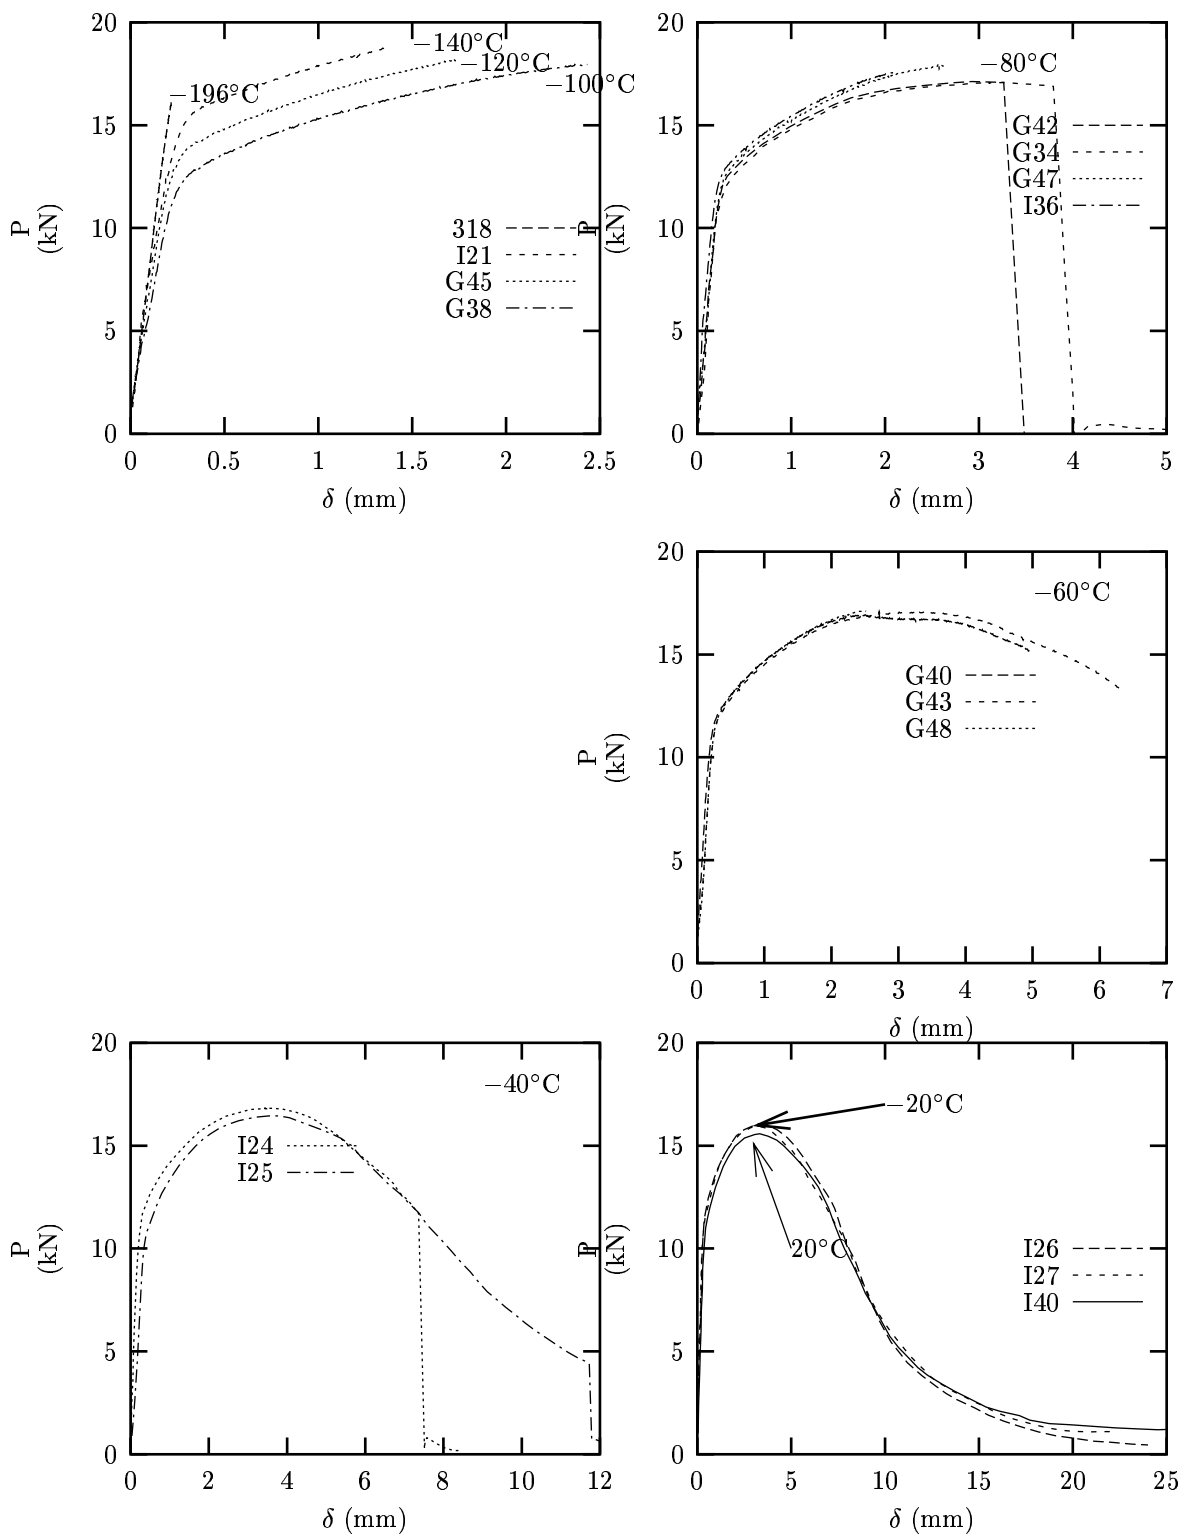 20
15
10
5
0
P
(kN)
−196°C
−140°C
−120°C
−100°C
318
I21
G45
G38
0 0.5 1 1.5 2 2.5
δ (mm)
20
15
10
5
0
P
(kN)
−80°C
G42
G34
G47
I36
0 1 2 3 4 5
δ (mm)
20
15
10
5
0
P
(kN)
−60°C
G40
G43
G48
0 1 2 3 4 5 6 7
δ (mm)
20
15
10
5
0
P
(kN)
−40°C
I24
I25
0 2 4 6 8 10 12
δ (mm)
20
15
10
5
0
P
(kN)
−20°C
20°C
I26
I27
I40
0 5 10 15 20 25
δ (mm)